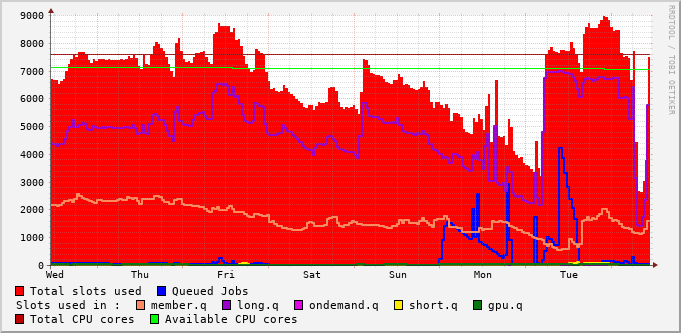 9000
8000
7000
6000
5000
4000
3000
2000
1000
0
Wed Thu Fri Sat Sun Mon Tue
RRDTOOL / TOBI OETIKER
Total slots used Queued Jobs
Slots used in : member.q long.q ondemand.q short.q gpu.q
Total CPU cores Available CPU cores